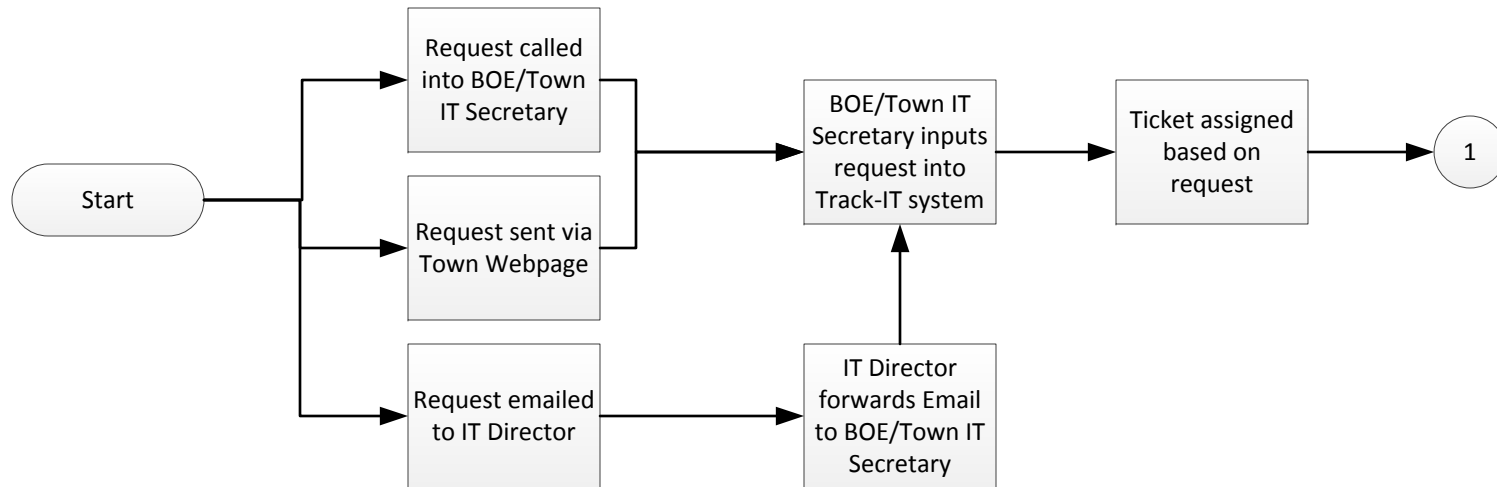 Start
Request called
into BOE/Town
IT Secretary
Request sent via
Town Webpage
Request emailed
to IT Director
BOE/Town IT
Secretary inputs
request into
Track-IT system
IT Director
forwards Email
to BOE/Town IT
Secretary
Ticket assigned
based on
request
1